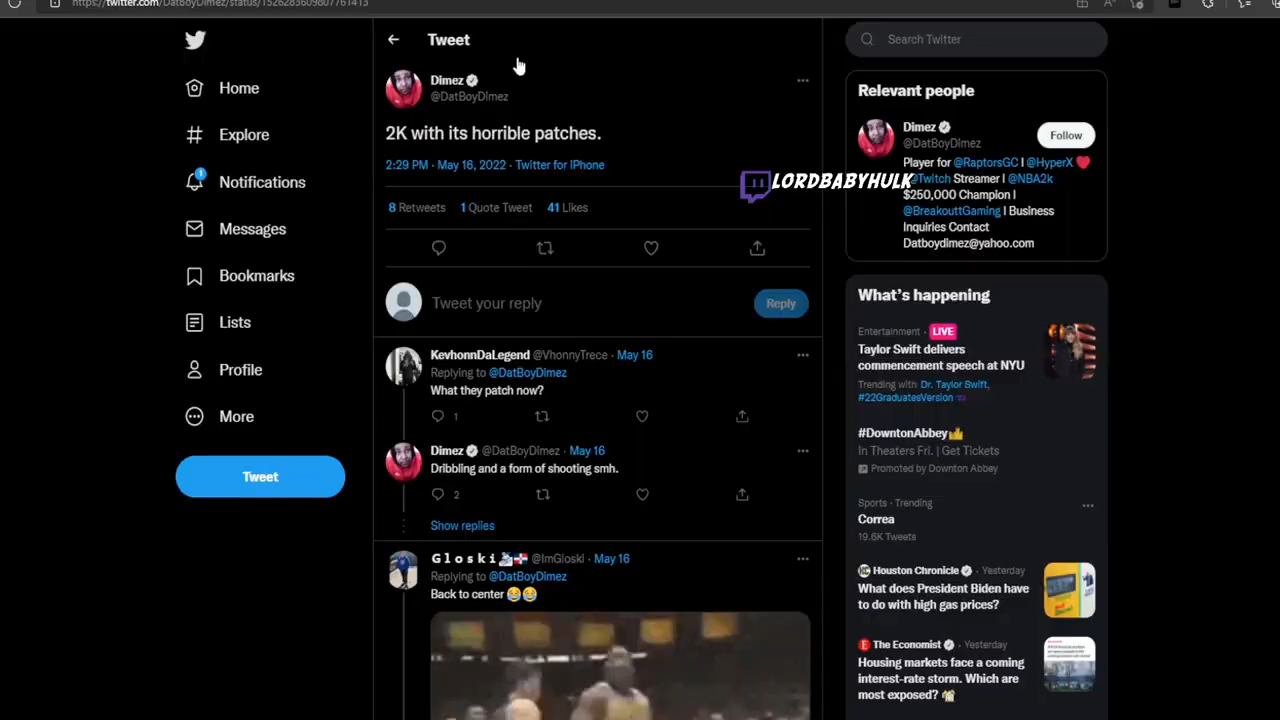 https://twitter.com/DatBoyDimez/status/1526283609807761413
Home
Explore
1
Notifications
Messages
Bookmarks
Lists
Profile
More
Tweet
Tweet
Dimez
@DatBoyDimez
2K with its horrible patches.
2:29 PM · May 16, 2022 · Twitter for iPhone
8 Retweets 1 Quote Tweet 41 Likes
Tweet your reply
Reply
KevhonnDaLegend @VhonnyTrece · May 16
Replying to @DatBoyDimez
What they patch now?
1
Dimez @DatBoyDimez · May 16
Dribbling and a form of shooting smh.
2
Show replies
Gloski @ImGloski · May 16
Replying to @DatBoyDimez
Back to center 😂😂
LORDBABYHULK
Search Twitter
Relevant people
Dimez
@DatBoyDimez
Follow
Player for @RaptorsGC | @HyperX ❤️
@Twitch Streamer | @NBA2k
$250,000 Champion |
@BreakouttGaming | Business
Inquiries Contact
Datboydimez@yahoo.com
What's happening
Entertainment · LIVE
Taylor Swift delivers
commencement speech at NYU
Trending with Dr. Taylor Swift,
#22GraduatesVersion
#DowntonAbbey
In Theaters Fri. | Get Tickets
Promoted by Downton Abbey
Sports · Trending
Correa
19.6K Tweets
Houston Chronicle · Yesterday
What does President Biden have
to do with high gas prices?
The Economist · Yesterday
Housing markets face a coming
interest-rate storm. Which are
most exposed?